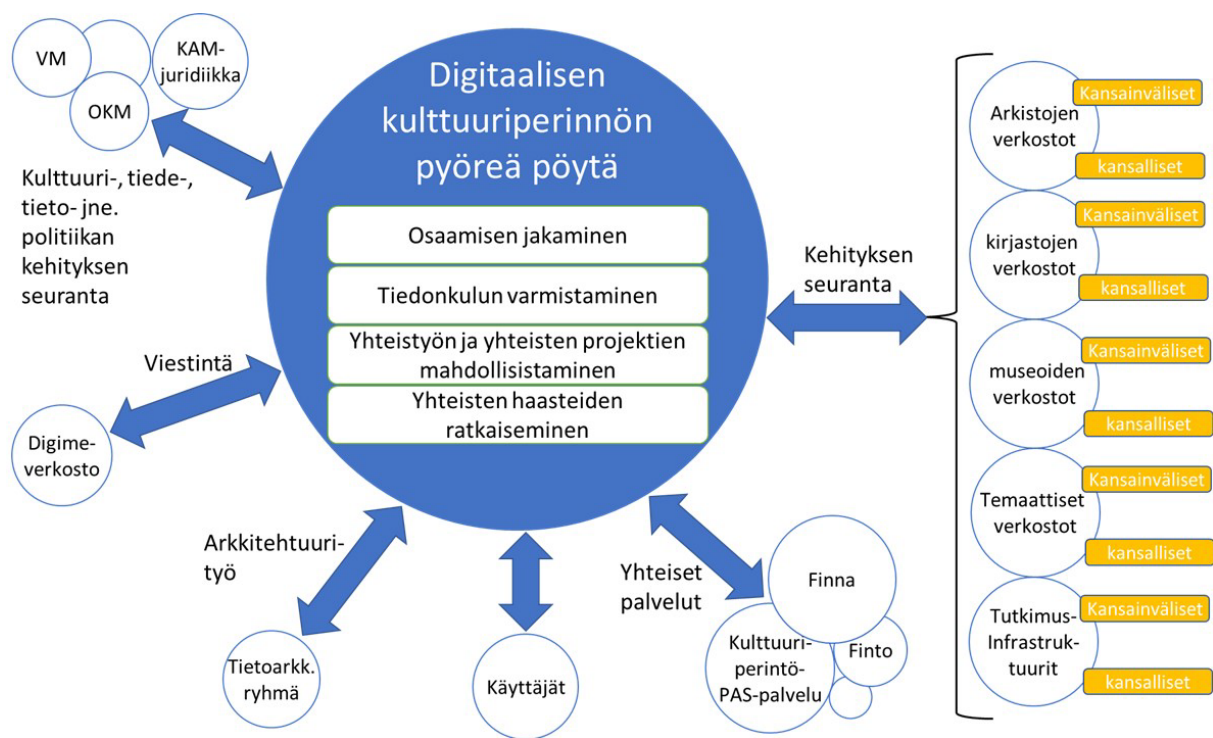 VM
OKM
KAM-
juridiikka
Kulttuuri-, tiede-,
tieto- jne.
politiikan
kehityksen
seuranta
Digitaalisen
kulttuuriperinnön
pyöreä pöytä
Osaamisen jakaminen
Tiedonkulun varmistaminen
Yhteistyön ja yhteisten projektien
mahdollisistaminen
Yhteisten haasteiden
ratkaiseminen
Viestintä
Digime-
verkosto
Arkkitehtuuri-
työ
Tietoarkk.
ryhmä
Käyttäjät
Yhteiset
palvelut
Finna
Kulttuuri-
perintö-
PAS-palvelu
Finto
Kehityksen
seuranta
Arkistojen
verkostot
Kansainväliset
kansalliset
kirjastojen
verkostot
Kansainväliset
kansalliset
museoiden
verkostot
Kansainväliset
kansalliset
Temaattiset
verkostot
Kansainväliset
kansalliset
Tutkimus-
Infrastruk-
tuurit
Kansainväliset
kansalliset